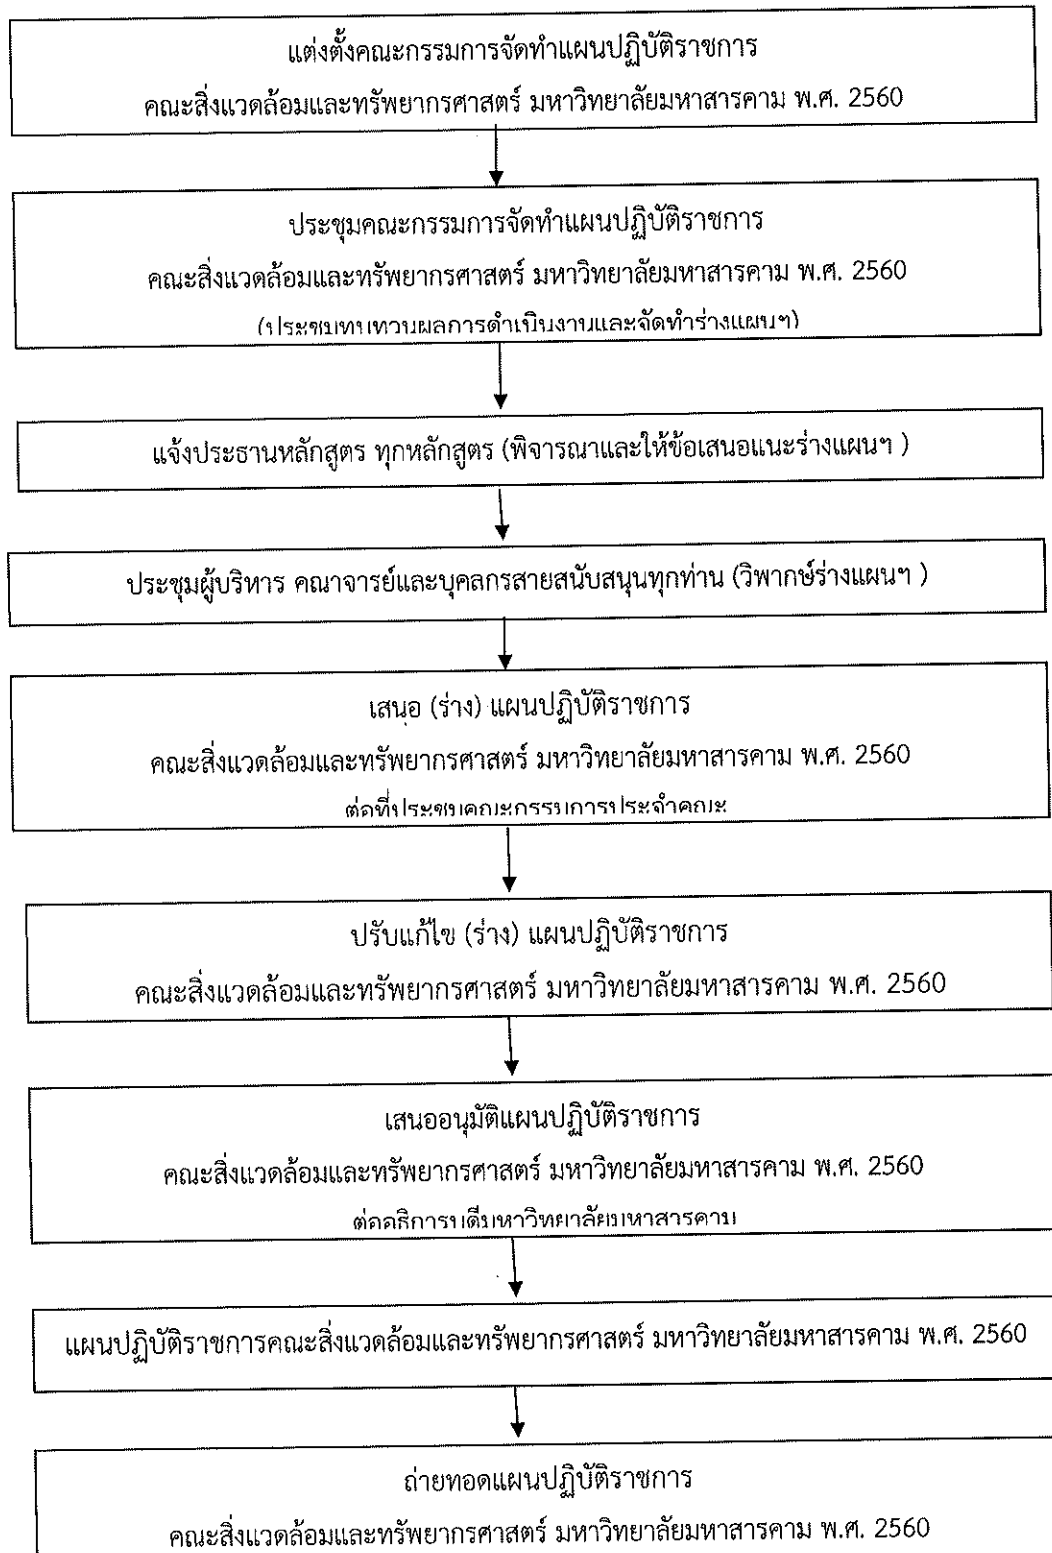 แต่งตั้งคณะกรรมการจัดทำแผนปฏิบัติราชการ
คณะสิ่งแวดล้อมและทรัพยากรศาสตร์ มหาวิทยาลัยมหาสารคาม พ.ศ. 2560
ประชุมคณะกรรมการจัดทำแผนปฏิบัติราชการ
คณะสิ่งแวดล้อมและทรัพยากรศาสตร์ มหาวิทยาลัยมหาสารคาม พ.ศ. 2560
(ประชุมทบทวนผลการดำเนินงานและจัดทำร่างแผนฯ)
แจ้งประธานหลักสูตร ทุกหลักสูตร (พิจารณาและให้ข้อเสนอแนะร่างแผนฯ )
ประชุมผู้บริหาร คณาจารย์และบุคลากรสายสนับสนุนทุกท่าน (วิพากษ์ร่างแผนฯ )
เสนอ (ร่าง) แผนปฏิบัติราชการ
คณะสิ่งแวดล้อมและทรัพยากรศาสตร์ มหาวิทยาลัยมหาสารคาม พ.ศ. 2560
ต่อที่ประชุมคณะกรรมการประจำคณะ
ปรับแก้ไข (ร่าง) แผนปฏิบัติราชการ
คณะสิ่งแวดล้อมและทรัพยากรศาสตร์ มหาวิทยาลัยมหาสารคาม พ.ศ. 2560
เสนออนุมัติแผนปฏิบัติราชการ
คณะสิ่งแวดล้อมและทรัพยากรศาสตร์ มหาวิทยาลัยมหาสารคาม พ.ศ. 2560
ต่ออธิการบดีมหาวิทยาลัยมหาสารคาม
แผนปฏิบัติราชการคณะสิ่งแวดล้อมและทรัพยากรศาสตร์ มหาวิทยาลัยมหาสารคาม พ.ศ. 2560
ถ่ายทอดแผนปฏิบัติราชการ
คณะสิ่งแวดล้อมและทรัพยากรศาสตร์ มหาวิทยาลัยมหาสารคาม พ.ศ. 2560